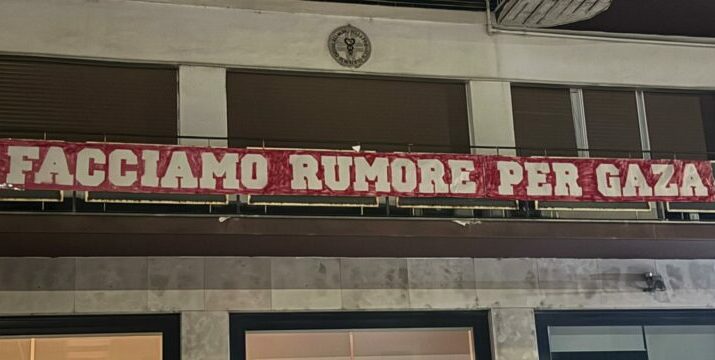 FACCIAMO RUMORE PER GAZA